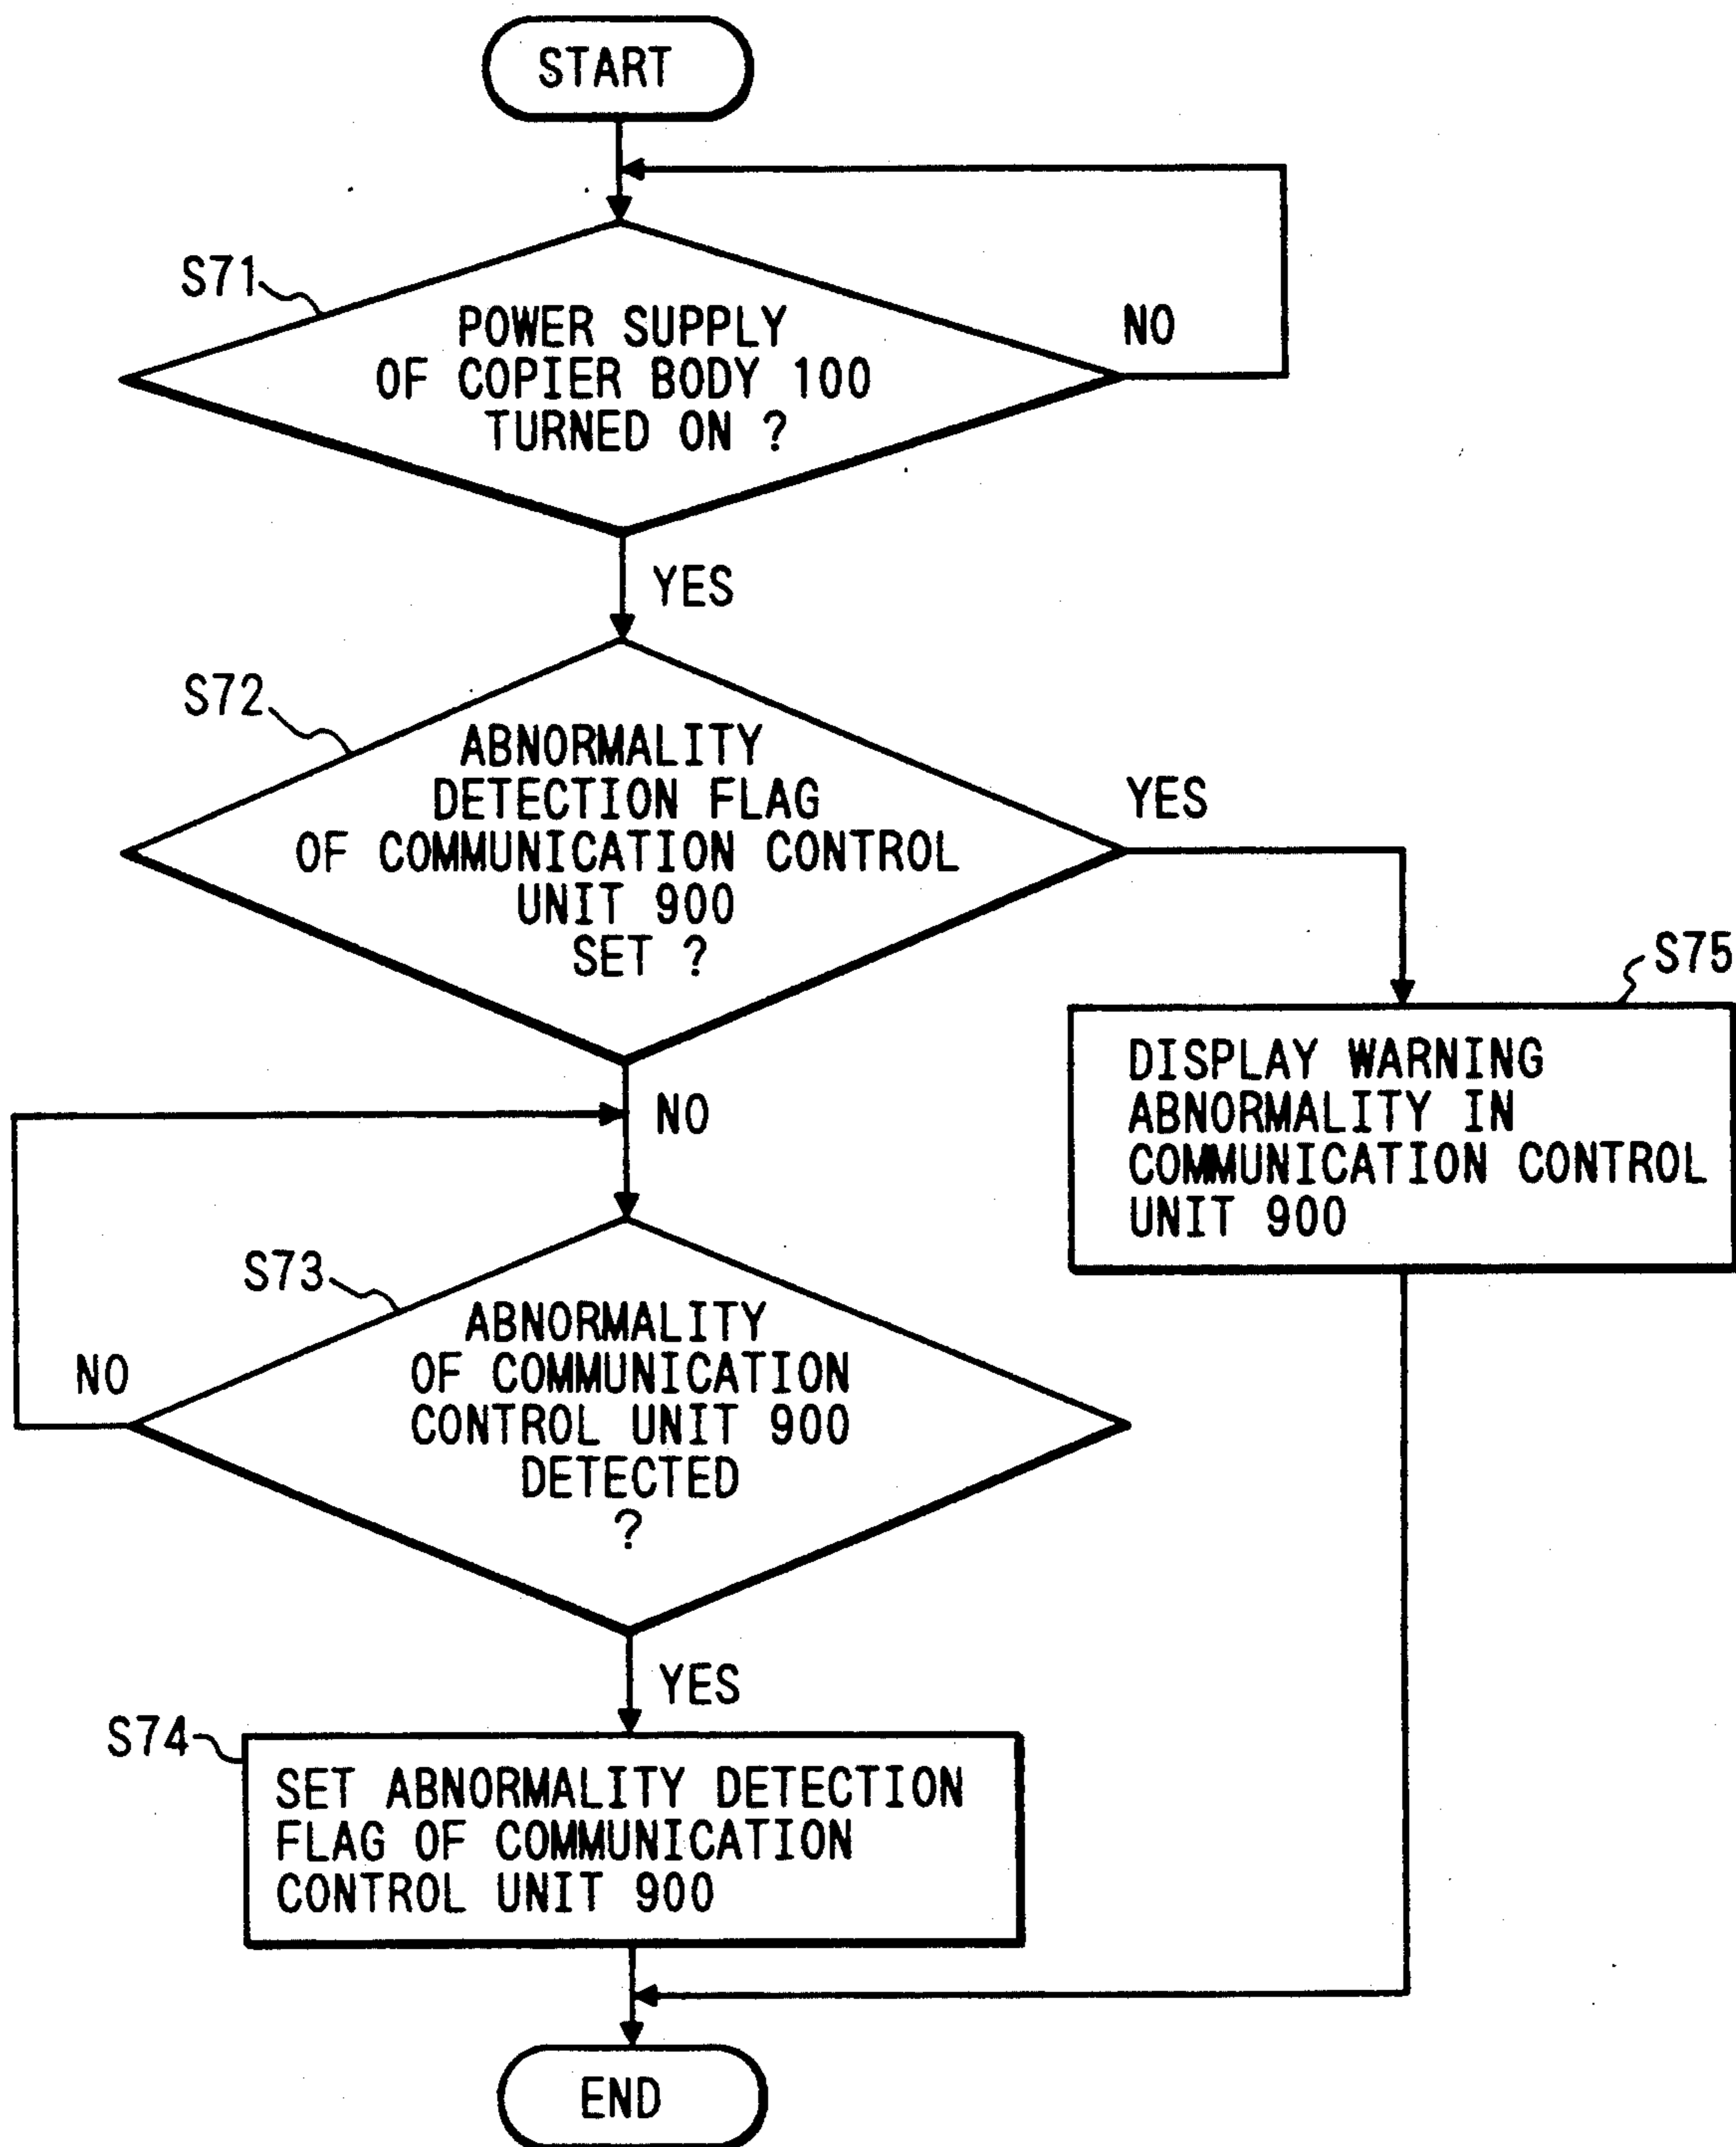 START
S71
POWER SUPPLY
OF COPIER BODY 100
TURNED ON ?
NO
YES
S72
ABNORMALITY
DETECTION FLAG
OF COMMUNICATION CONTROL
UNIT 900
SET ?
YES
S75
DISPLAY WARNING
ABNORMALITY IN
COMMUNICATION CONTROL
UNIT 900
NO
S73
ABNORMALITY
OF COMMUNICATION
CONTROL UNIT 900
DETECTED
?
NO
YES
S74
SET ABNORMALITY DETECTION
FLAG OF COMMUNICATION
CONTROL UNIT 900
END